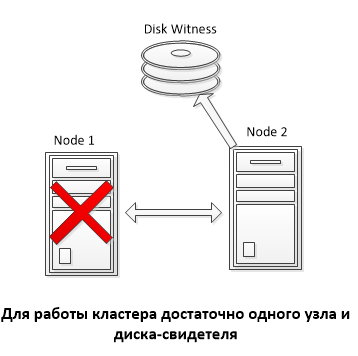 Disk Witness
Node 1
Node 2
Для работы кластера достаточно одного узла и
диска-свидетеля